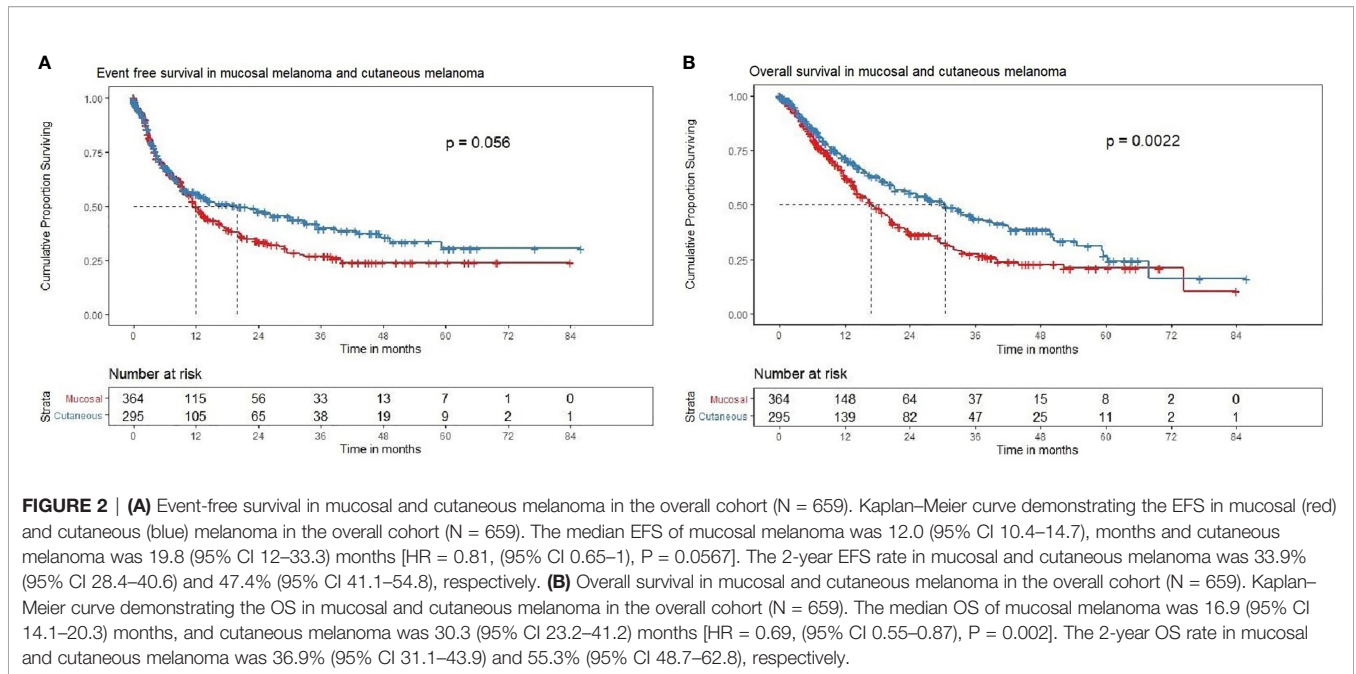 A
Event free survival in mucosal melanoma and cutaneous melanoma
Cumulative Proportion Surviving
1.00
0.75
0.50
0.25
0.00
p = 0.056
0 12 24 36 48 60 72 84
Time in months
Number at risk
Strata
Mucosal 364 115 56 33 13 7 1 0
Cutaneous 295 105 65 38 19 9 2 1
0 12 24 36 48 60 72 84
Time in months
B
Overall survival in mucosal and cutaneous melanoma
Cumulative Proportion Surviving
1.00
0.75
0.50
0.25
0.00
p = 0.0022
0 12 24 36 48 60 72 84
Time in months
Number at risk
Strata
Mucosal 364 148 64 37 15 8 2 0
Cutaneous 295 139 82 47 25 11 2 1
0 12 24 36 48 60 72 84
Time in months
FIGURE 2 | (A) Event-free survival in mucosal and cutaneous melanoma in the overall cohort (N = 659). Kaplan–Meier curve demonstrating the EFS in mucosal (red)
and cutaneous (blue) melanoma in the overall cohort (N = 659). The median EFS of mucosal melanoma was 12.0 (95% CI 10.4–14.7), months and cutaneous
melanoma was 19.8 (95% CI 12–33.3) months [HR = 0.81, (95% CI 0.65–1), P = 0.0567]. The 2-year EFS rate in mucosal and cutaneous melanoma was 33.9%
(95% CI 28.4–40.6) and 47.4% (95% CI 41.1–54.8), respectively. (B) Overall survival in mucosal and cutaneous melanoma in the overall cohort (N = 659). Kaplan–
Meier curve demonstrating the OS in mucosal and cutaneous melanoma in the overall cohort (N = 659). The median OS of mucosal melanoma was 16.9 (95% CI
14.1–20.3) months, and cutaneous melanoma was 30.3 (95% CI 23.2–41.2) months [HR = 0.69, (95% CI 0.55–0.87), P = 0.002]. The 2-year OS rate in mucosal
and cutaneous melanoma was 36.9% (95% CI 31.1–43.9) and 55.3% (95% CI 48.7–62.8), respectively.